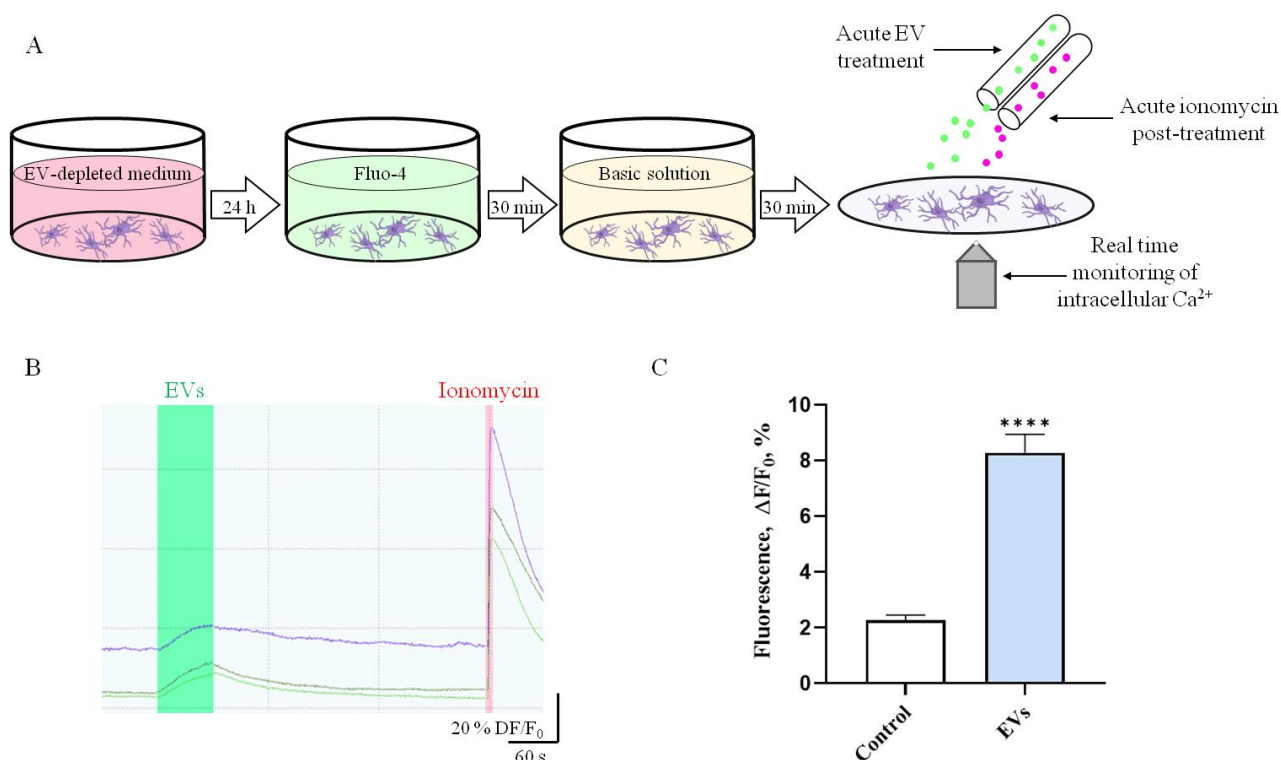 A
EV-depleted medium
24 h
Fluo-4
30 min
Basic solution
30 min
Acute EV
treatment
Acute ionomycin
post-treatment
Real time
monitoring of
intracellular Ca²⁺
B
EVs
Ionomycin
20 % DF/F₀
60 s
C
Fluorescence, ΔF/F₀, %
10
8
6
4
2
0
****
Control
EVs